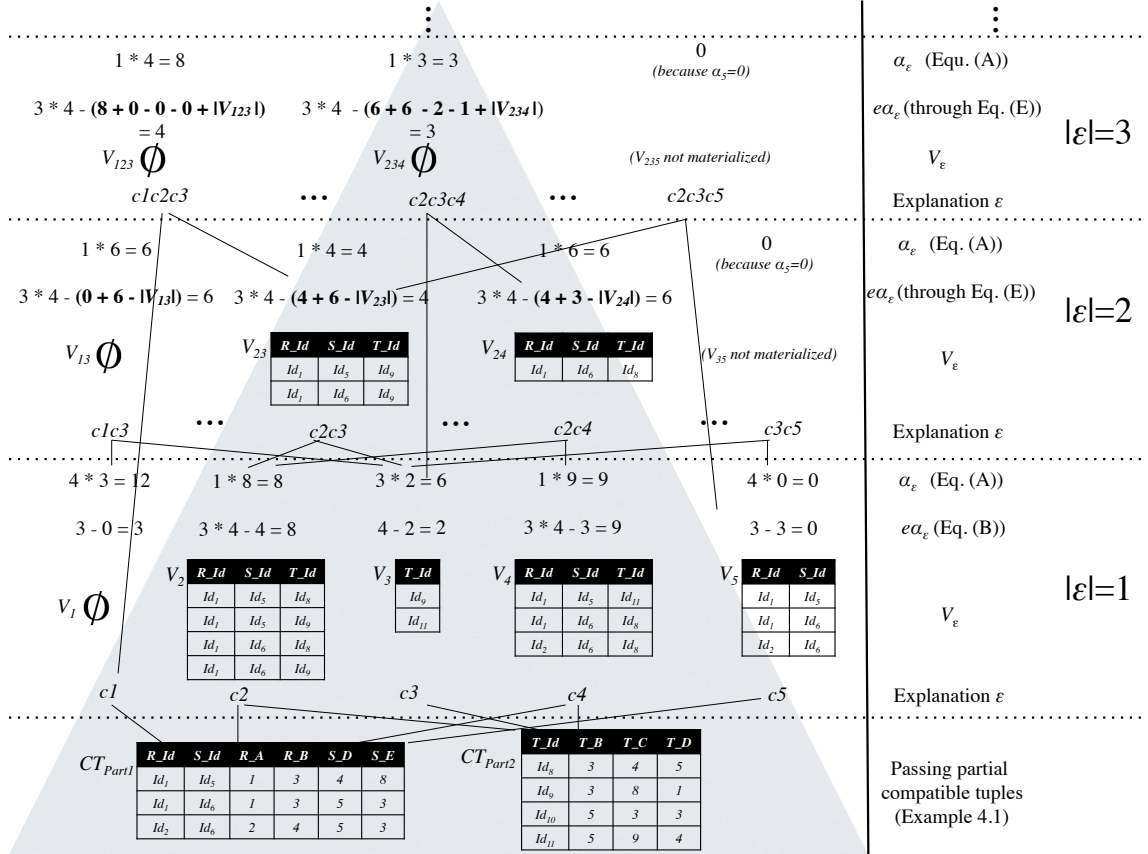 ⋮ ⋮
1 * 4 = 8 1 * 3 = 3 0 αε (Equ. (A))
(because α5=0)
3 * 4 - (8 + 0 - 0 - 0 + |V123|) 3 * 4 - (6 + 6 - 2 - 1 + |V234|) eαε (through Eq. (E)) |ε|=3
= 4 = 3
V123 ϕ V234 ϕ (V235 not materialized) Vε
c1c2c3 ••• c2c3c4 ••• c2c3c5 Explanation ε
1 * 6 = 6 1 * 4 = 4 1 * 6 = 6 0 αε (Eq. (A))
(because α5=0)
3 * 4 - (0 + 6 - |V13|) = 6 3 * 4 - (4 + 6 - |V23|) = 4 3 * 4 - (4 + 3 - |V24|) = 6 eαε (through Eq. (E)) |ε|=2
V13 ϕ V23 V24 (V35 not materialized) Vε
R_Id S_Id T_Id
Id1 Id5 Id9
Id1 Id6 Id9
R_Id S_Id T_Id
Id1 Id6 Id8
c1c3 ••• c2c3 ••• c2c4 ••• c3c5 Explanation ε
4 * 3 = 12 1 * 8 = 8 3 * 2 = 6 1 * 9 = 9 4 * 0 = 0 αε (Eq. (A))
3 - 0 = 3 3 * 4 - 4 = 8 4 - 2 = 2 3 * 4 - 3 = 9 3 - 3 = 0 eαε (Eq. (B))
V1 ϕ V2 V3 V4 V5 Vε |ε|=1
R_Id S_Id T_Id
Id1 Id5 Id8
Id1 Id5 Id9
Id1 Id6 Id8
Id1 Id6 Id9
T_Id
Id9
Id11
R_Id S_Id T_Id
Id1 Id5 Id11
Id1 Id6 Id8
Id2 Id6 Id8
R_Id S_Id
Id1 Id5
Id1 Id6
Id2 Id6
c1 c2 c3 c4 c5 Explanation ε
CTPart1
R_Id S_Id R_A R_B S_D S_E
Id1 Id5 1 3 4 8
Id1 Id6 1 3 5 3
Id2 Id6 2 4 5 3
CTPart2
T_Id T_B T_C T_D
Id8 3 4 5
Id9 3 8 1
Id10 5 3 3
Id11 5 9 4
Passing partial
compatible tuples
(Example 4.1)